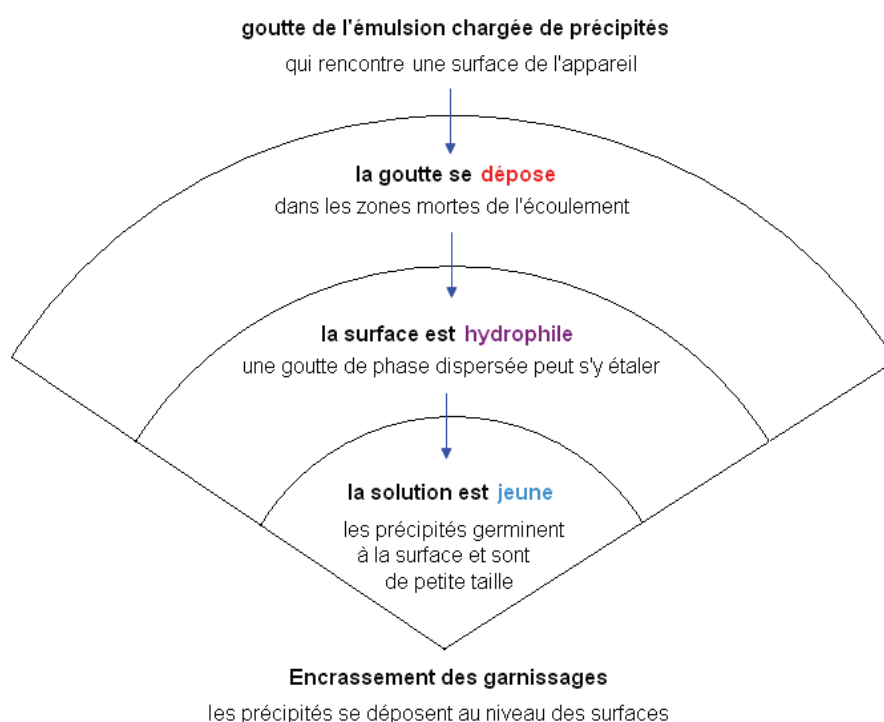 goutte de l'émulsion chargée de précipités
qui rencontre une surface de l'appareil
la goutte se dépose
dans les zones mortes de l'écoulement
la surface est hydrophile
une goutte de phase dispersée peut s'y étaler
la solution est jeune
les précipités germinent
à la surface et sont
de petite taille
Encrassement des garnissages
les précipités se déposent au niveau des surfaces